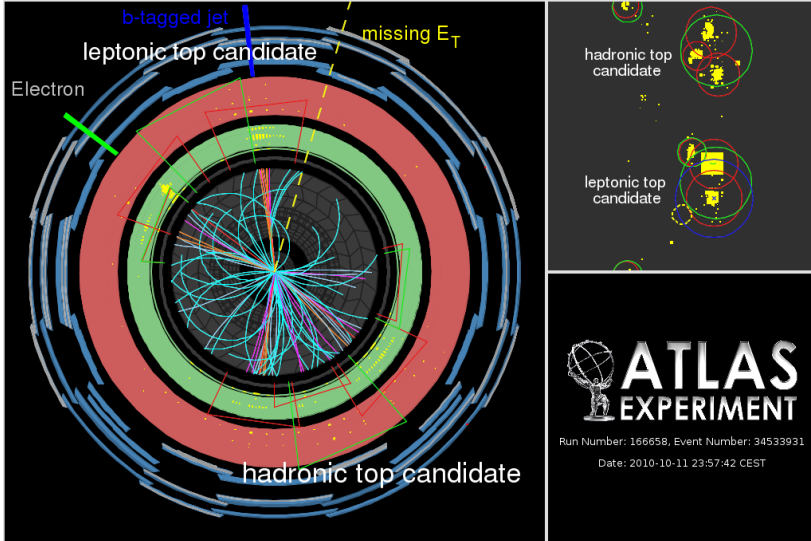 b-tagged jet
leptonic top candidate
missing E_T
Electron
hadronic top candidate
hadronic top
candidate
leptonic top
candidate
ATLAS
EXPERIMENT
Run Number: 166658, Event Number: 34533931
Date: 2010-10-11 23:57:42 CEST